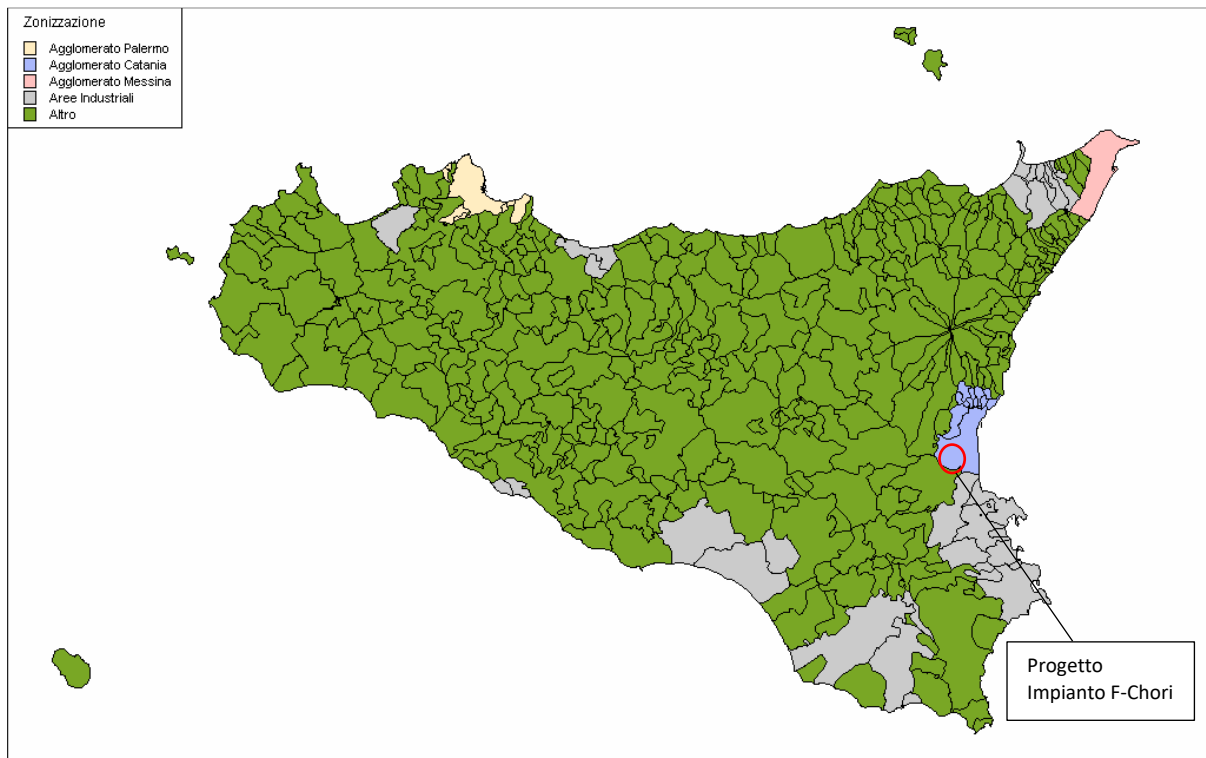 Zonizzazione
Agglomerato Palermo
Agglomerato Catania
Agglomerato Messina
Aree Industriali
Altro
Progetto
Impianto F-Chori